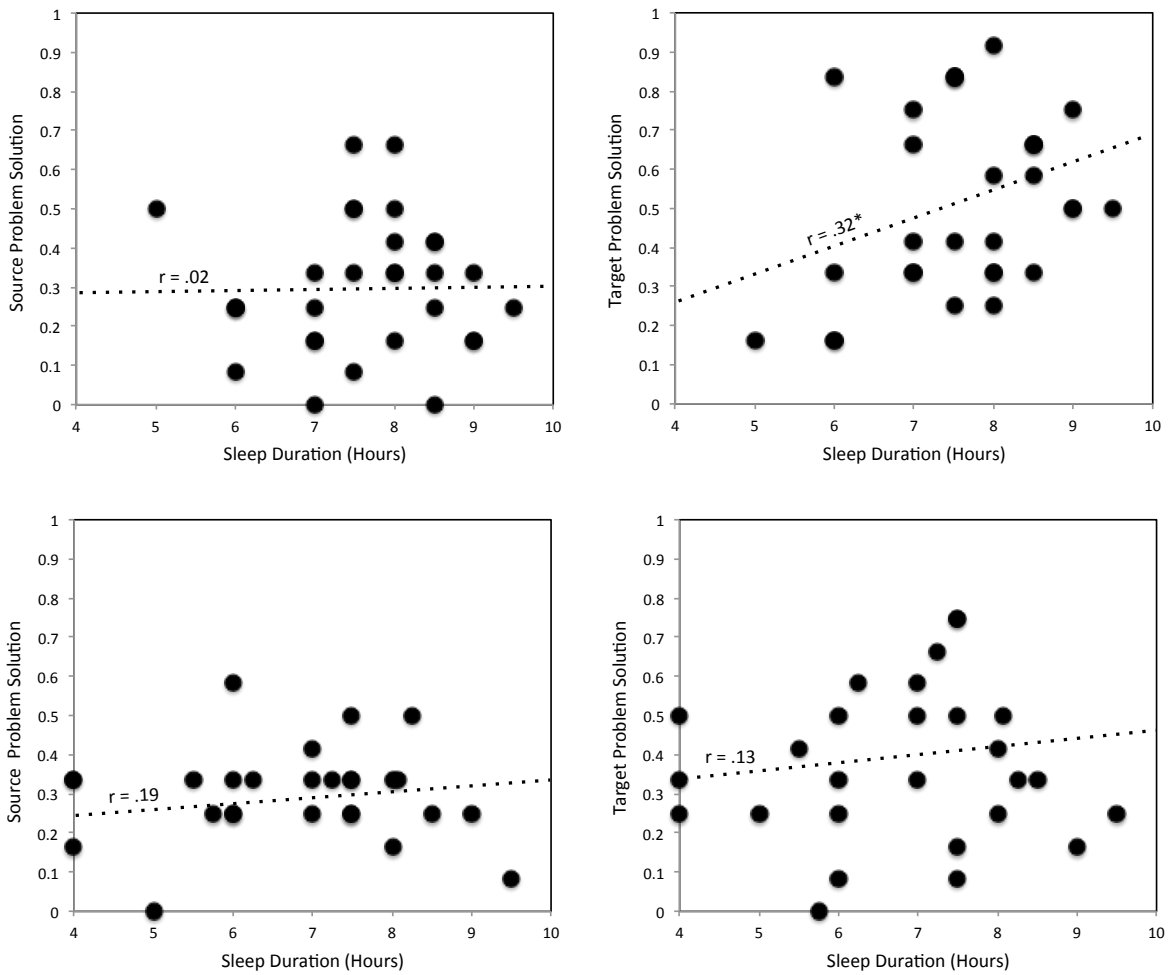 1
0.9
0.8
0.7
0.6
0.5
0.4
0.3
0.2
0.1
0
Source Problem Solution
r = .02
4 5 6 7 8 9 10
Sleep Duration (Hours)
1
0.9
0.8
0.7
0.6
0.5
0.4
0.3
0.2
0.1
0
Target Problem Solution
r = .32*
4 5 6 7 8 9 10
Sleep Duration (Hours)
1
0.9
0.8
0.7
0.6
0.5
0.4
0.3
0.2
0.1
0
Source Problem Solution
r = .19
4 5 6 7 8 9 10
Sleep Duration (Hours)
1
0.9
0.8
0.7
0.6
0.5
0.4
0.3
0.2
0.1
0
Target Problem Solution
r = .13
4 5 6 7 8 9 10
Sleep Duration (Hours)